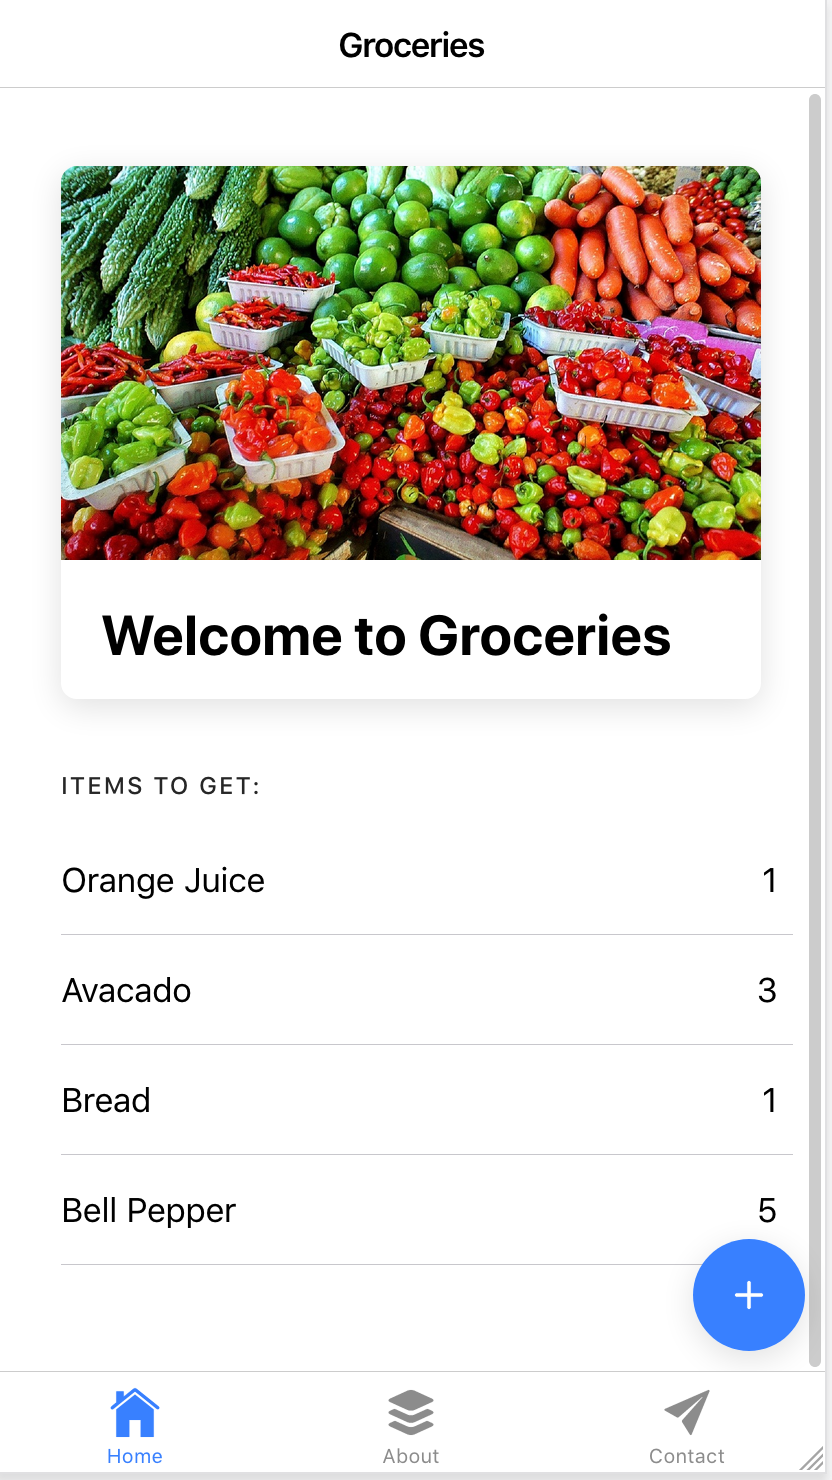 Groceries
Welcome to Groceries
ITEMS TO GET:
Orange Juice 1
Avacado 3
Bread 1
Bell Pepper 5
Home About Contact